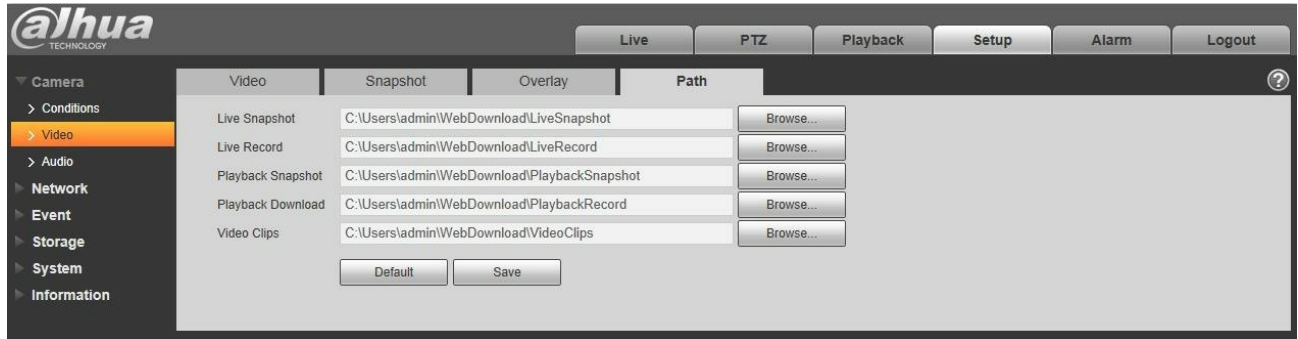 alhua
TECHNOLOGY
Live PTZ Playback Setup Alarm Logout
Camera
Conditions
Video
Audio
Network
Event
Storage
System
Information
Video Snapshot Overlay Path ?
Live Snapshot C:\Users\admin\WebDownload\LiveSnapshot Browse...
Live Record C:\Users\admin\WebDownload\LiveRecord Browse...
Playback Snapshot C:\Users\admin\WebDownload\PlaybackSnapshot Browse...
Playback Download C:\Users\admin\WebDownload\PlaybackRecord Browse...
Video Clips C:\Users\admin\WebDownload\VideoClips Browse...
Default Save